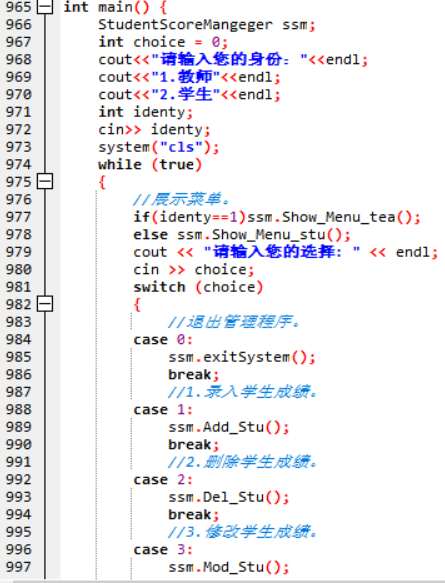 965 int main() {
966 StudentScoreMangeger ssm;
967 int choice = 0;
968 cout<<"请输入您的身份: "<<endl;
969 cout<<"1.教师"<<endl;
970 cout<<"2.学生"<<endl;
971 int identy;
972 cin>> identy;
973 system("cls");
974 while (true)
975 {
976 //展示菜单。
977 if(identy==1)ssm.Show_Menu_tea();
978 else ssm.Show_Menu_stu();
979 cout << "请输入您的选择: " << endl;
980 cin >> choice;
981 switch (choice)
982 {
983 //退出管理程序。
984 case 0:
985 ssm.exitSystem();
986 break;
987 //1.录入学生成绩。
988 case 1:
989 ssm.Add_Stu();
990 break;
991 //2.删除学生成绩。
992 case 2:
993 ssm.Del_Stu();
994 break;
995 //3.修改学生成绩。
996 case 3:
997 ssm.Mod_Stu();